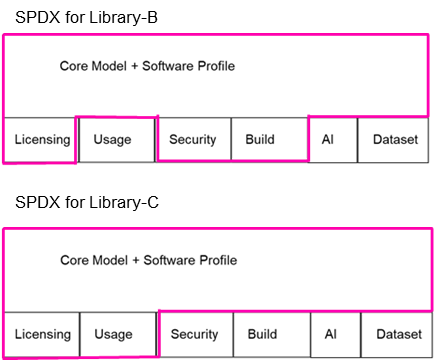 SPDX for Library-B
Core Model + Software Profile
Licensing Usage Security Build AI Dataset
SPDX for Library-C
Core Model + Software Profile
Licensing Usage Security Build AI Dataset